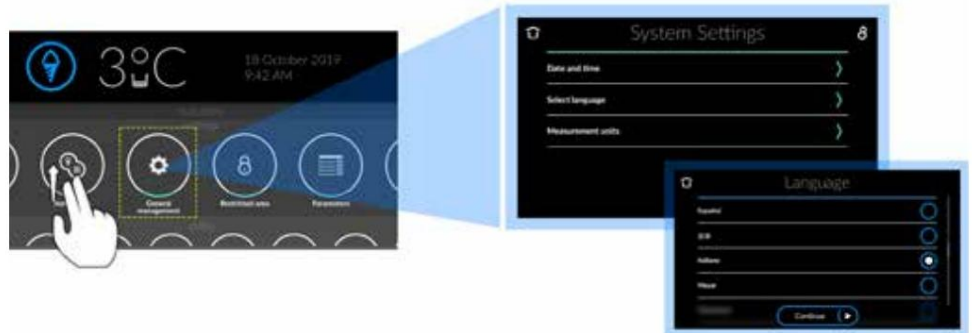 3°C
18 October 2019
9:42 AM
General
management
Restricted area
Parameters
System Settings
Date and time
Select language
Measurement units
Language
Español
Italiano
Continue